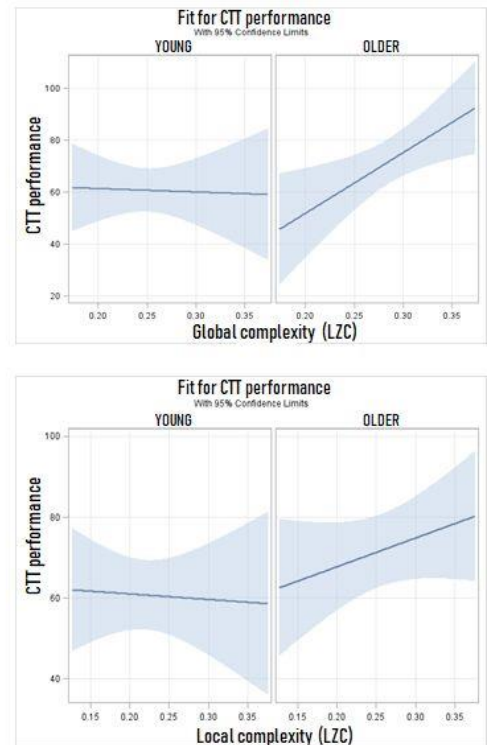 Fit for CTT performance
With 95% Confidence Limits
YOUNG OLDER
CTT performance
100
80
60
40
20
0.20 0.25 0.30 0.35 0.20 0.25 0.30 0.35
Global complexity (LZC)
Fit for CTT performance
With 95% Confidence Limits
YOUNG OLDER
CTT performance
100
80
60
40
0.15 0.20 0.25 0.30 0.35 0.15 0.20 0.25 0.30 0.35
Local complexity (LZC)